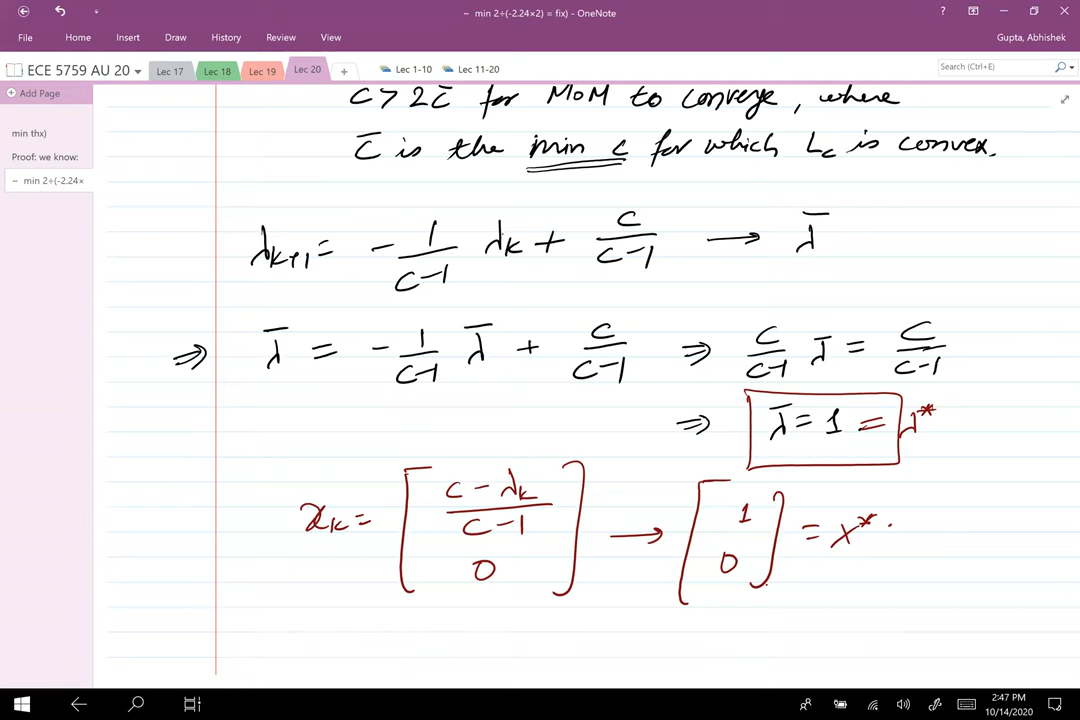 ~ min 2÷(-2.24×2) = fix) - OneNote
?
File Home Insert Draw History Review View
Gupta, Abhishek
ECE 5759 AU 20
Lec 17
Lec 18
Lec 19
Lec 20
+
Lec 1-10
Lec 11-20
Search (Ctrl+E)
Add Page
min thx)
Proof: we know:
~ min 2÷(-2.24×
C > 2c̄ for MoM to converge, where
c̄ is the min c for which L_c is convex.
λ_{k+1} = - 1/(c-1) λ_k + c/(c-1) → λ̄
⇒ λ̄ = - 1/(c-1) λ̄ + c/(c-1) ⇒ c/(c-1) λ̄ = c/(c-1)
⇒ λ̄ = 1 = λ*
x_k = [ (c - λ_k)/(c-1) 0 ] → [ 1 0 ] = x*.
2:47 PM
10/14/2020